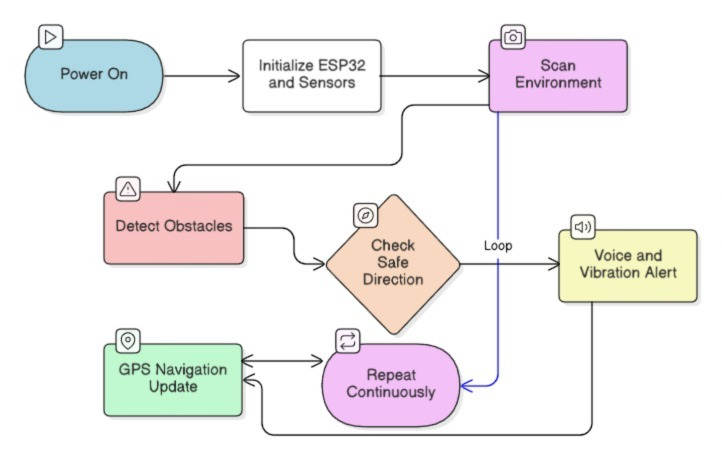 Power On
Initialize ESP32
and Sensors
Scan
Environment
Detect Obstacles
Check
Safe
Direction
Loop
Voice and
Vibration Alert
GPS Navigation
Update
Repeat
Continuously